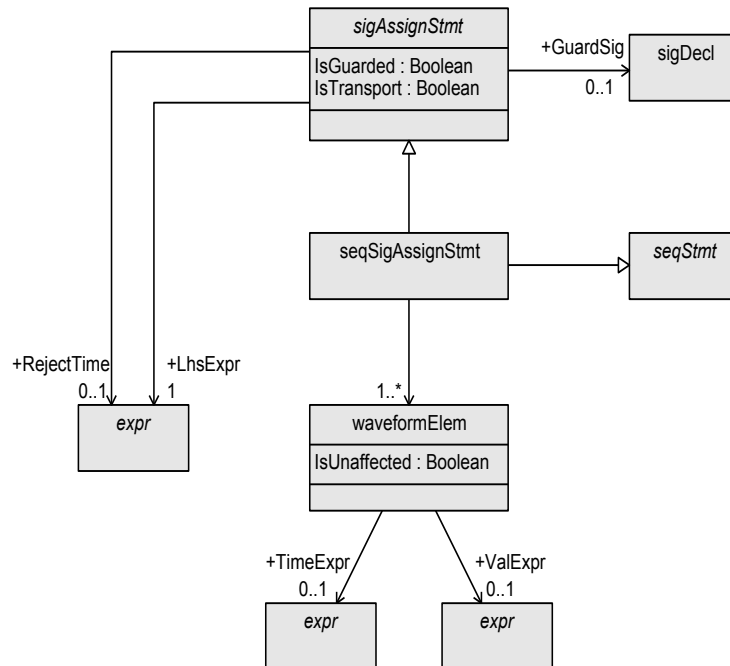 sigAssignStmt
IsGuarded : Boolean
IsTransport : Boolean
+GuardSig
0..1
sigDecl
seqSigAssignStmt
seqStmt
+RejectTime
0..1
+LhsExpr
1
expr
1..*
waveformElem
IsUnaffected : Boolean
+TimeExpr
0..1
+ValExpr
0..1
expr
expr